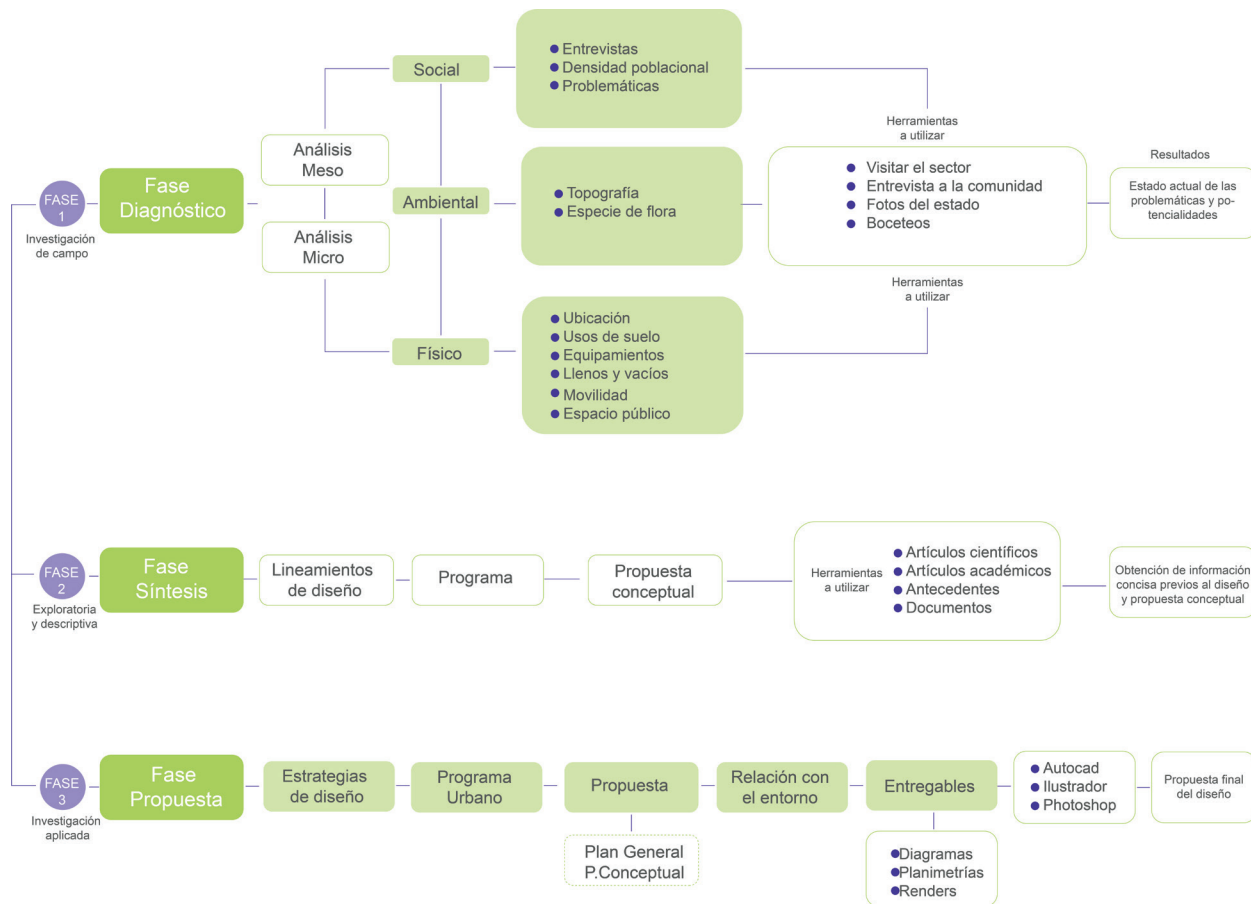 FASE
1
Investigación
de campo
Fase
Diagnóstico
Análisis
Meso
Análisis
Micro
Social
Ambiental
Físico
Entrevistas
Densidad poblacional
Problemáticas
Topografía
Especie de flora
Ubicación
Usos de suelo
Equipamientos
Llenos y vacíos
Movilidad
Espacio público
Herramientas
a utilizar
Visitar el sector
Entrevista a la comunidad
Fotos del estado
Boceteos
Herramientas
a utilizar
Resultados
Estado actual de las
problemáticas y po-
tencialidades
FASE
2
Exploratoria
y descriptiva
Fase
Síntesis
Lineamientos
de diseño
Programa
Propuesta
conceptual
Herramientas
a utilizar
Artículos científicos
Artículos académicos
Antecedentes
Documentos
Obtención de información
concisa previos al diseño
y propuesta conceptual
FASE
3
Investigación
aplicada
Fase
Propuesta
Estrategias
de diseño
Programa
Urbano
Propuesta
Plan General
P.Conceptual
Relación con
el entorno
Entregables
Diagramas
Planimetrías
Renders
Autocad
Ilustrador
Photoshop
Propuesta final
del diseño